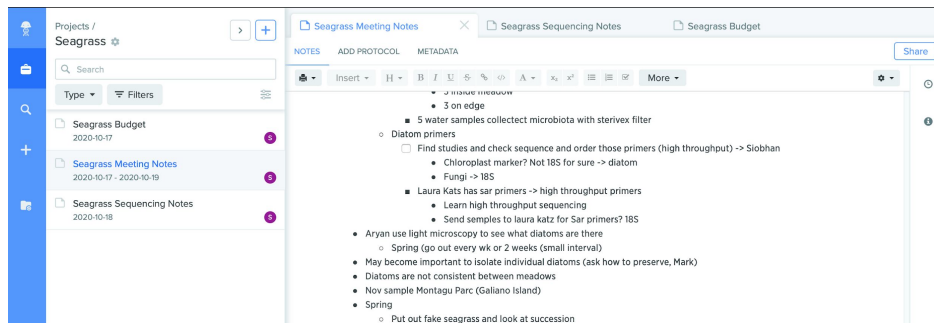 Projects /
Seagrass
Search
Type
Filters
Seagrass Budget
2020-10-17
S
Seagrass Meeting Notes
2020-10-17 - 2020-10-19
S
Seagrass Sequencing Notes
2020-10-18
S
Seagrass Meeting Notes
Seagrass Sequencing Notes
Seagrass Budget
NOTES ADD PROTOCOL METADATA
Share
Insert H B I U S A x₂ x² More
3 inside meadow
3 on edge
5 water samples collectect microbiota with sterivex filter
Diatom primers
Find studies and check sequence and order those primers (high throughput) -> Siobhan
Chloroplast marker? Not 18S for sure -> diatom
Fungi -> 18S
Laura Kats has sar primers -> high throughput primers
Learn high throughput sequencing
Send semples to laura katz for Sar primers? 18S
Aryan use light microscopy to see what diatoms are there
Spring (go out every wk or 2 weeks (small interval)
May become important to isolate individual diatoms (ask how to preserve, Mark)
Diatoms are not consistent between meadows
Nov sample Montagu Parc (Galiano Island)
Spring
Put out fake seagrass and look at succession